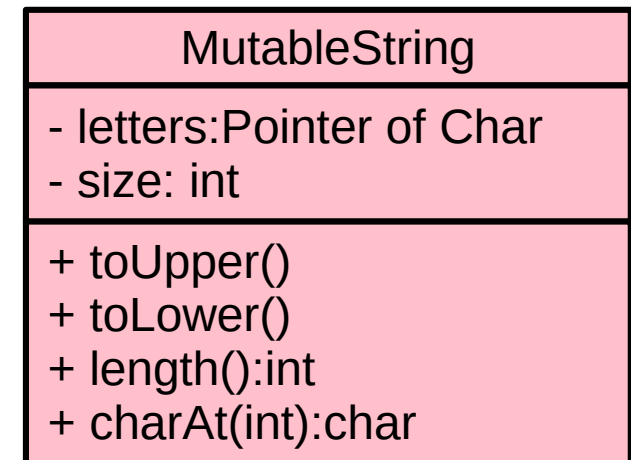 MutableString
- letters:Pointer of Char
- size: int
+ toUpper()
+ toLower()
+ length():int
+ charAt(int):char